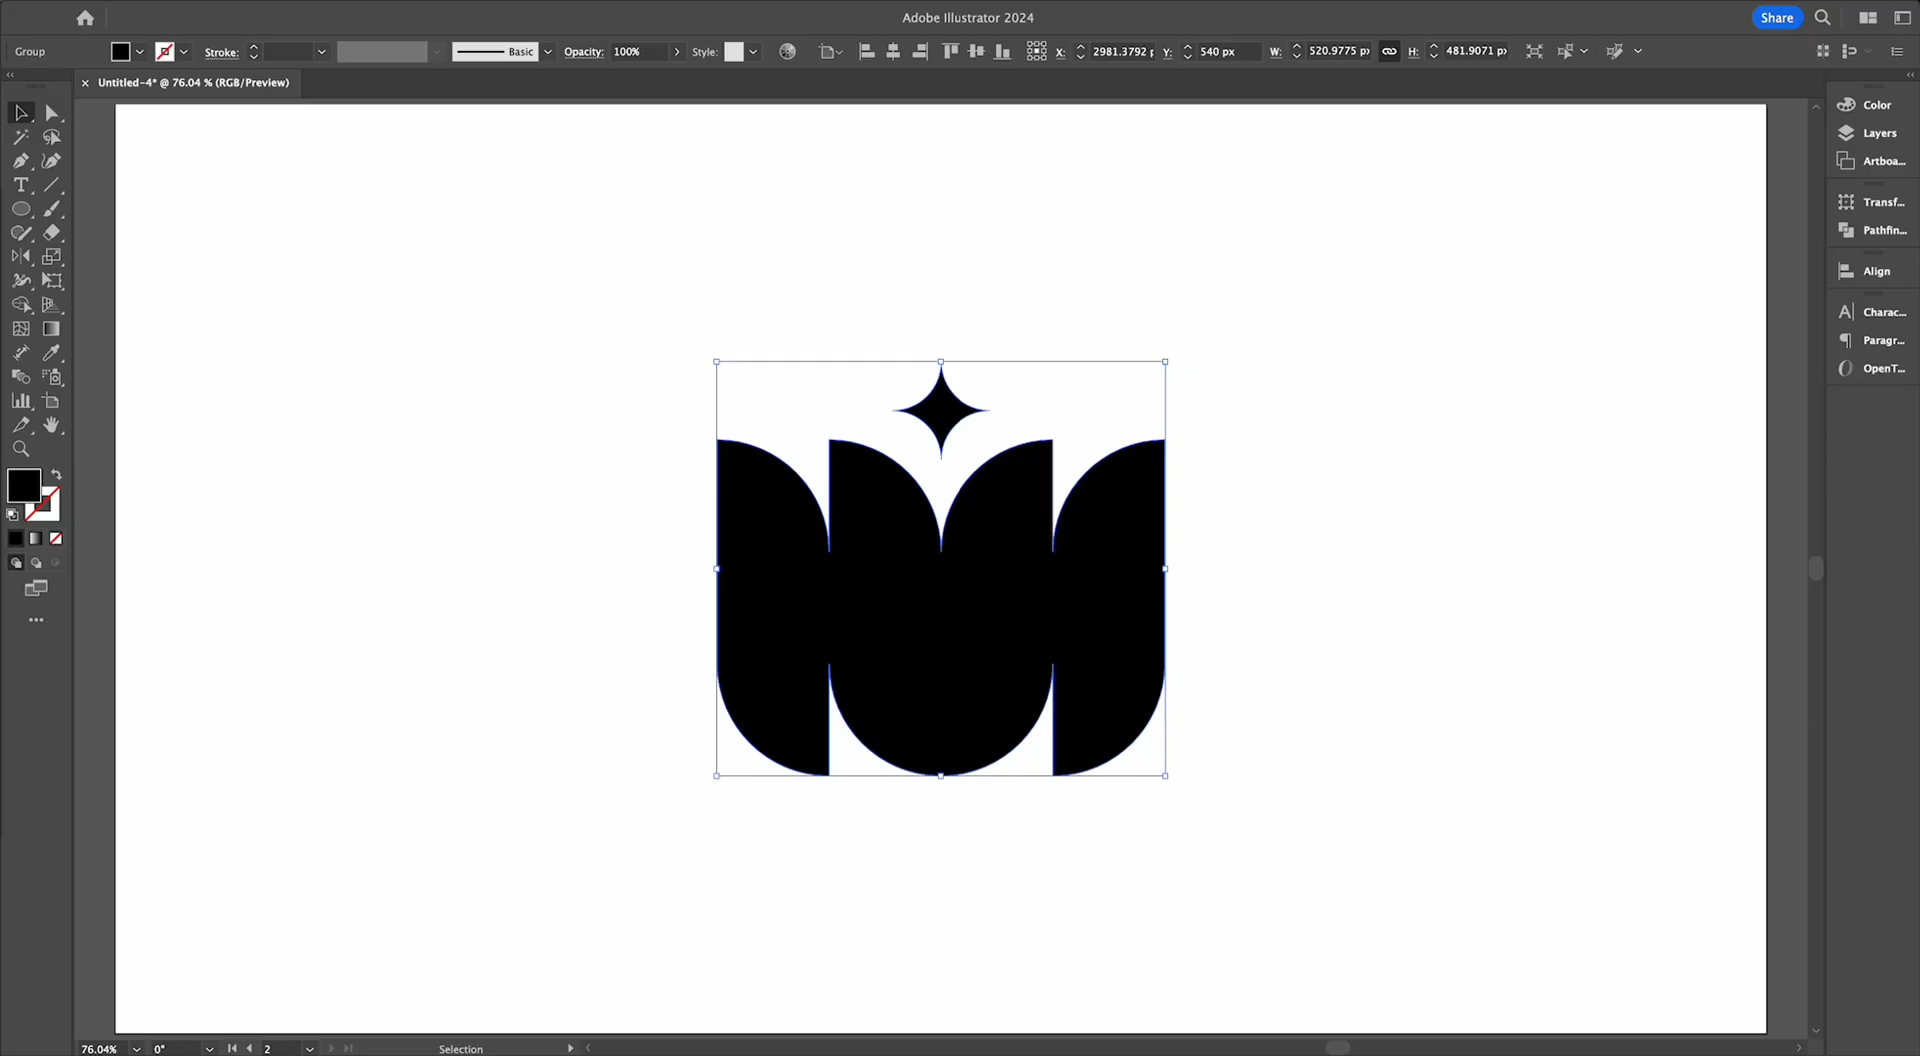 Adobe Illustrator 2024
Share
Group
Stroke:
Basic
Opacity: 100%
Style:
X: 2981.3792 p
Y: 540 px
W: 520.9775 p
H: 481.9071 p
Untitled-4* @ 76.04 % (RGB/Preview)
Color
Layers
Artboa...
Transf...
Pathfin...
Align
Charac...
Paragr...
OpenT...
76.04%
0°
2
Selection